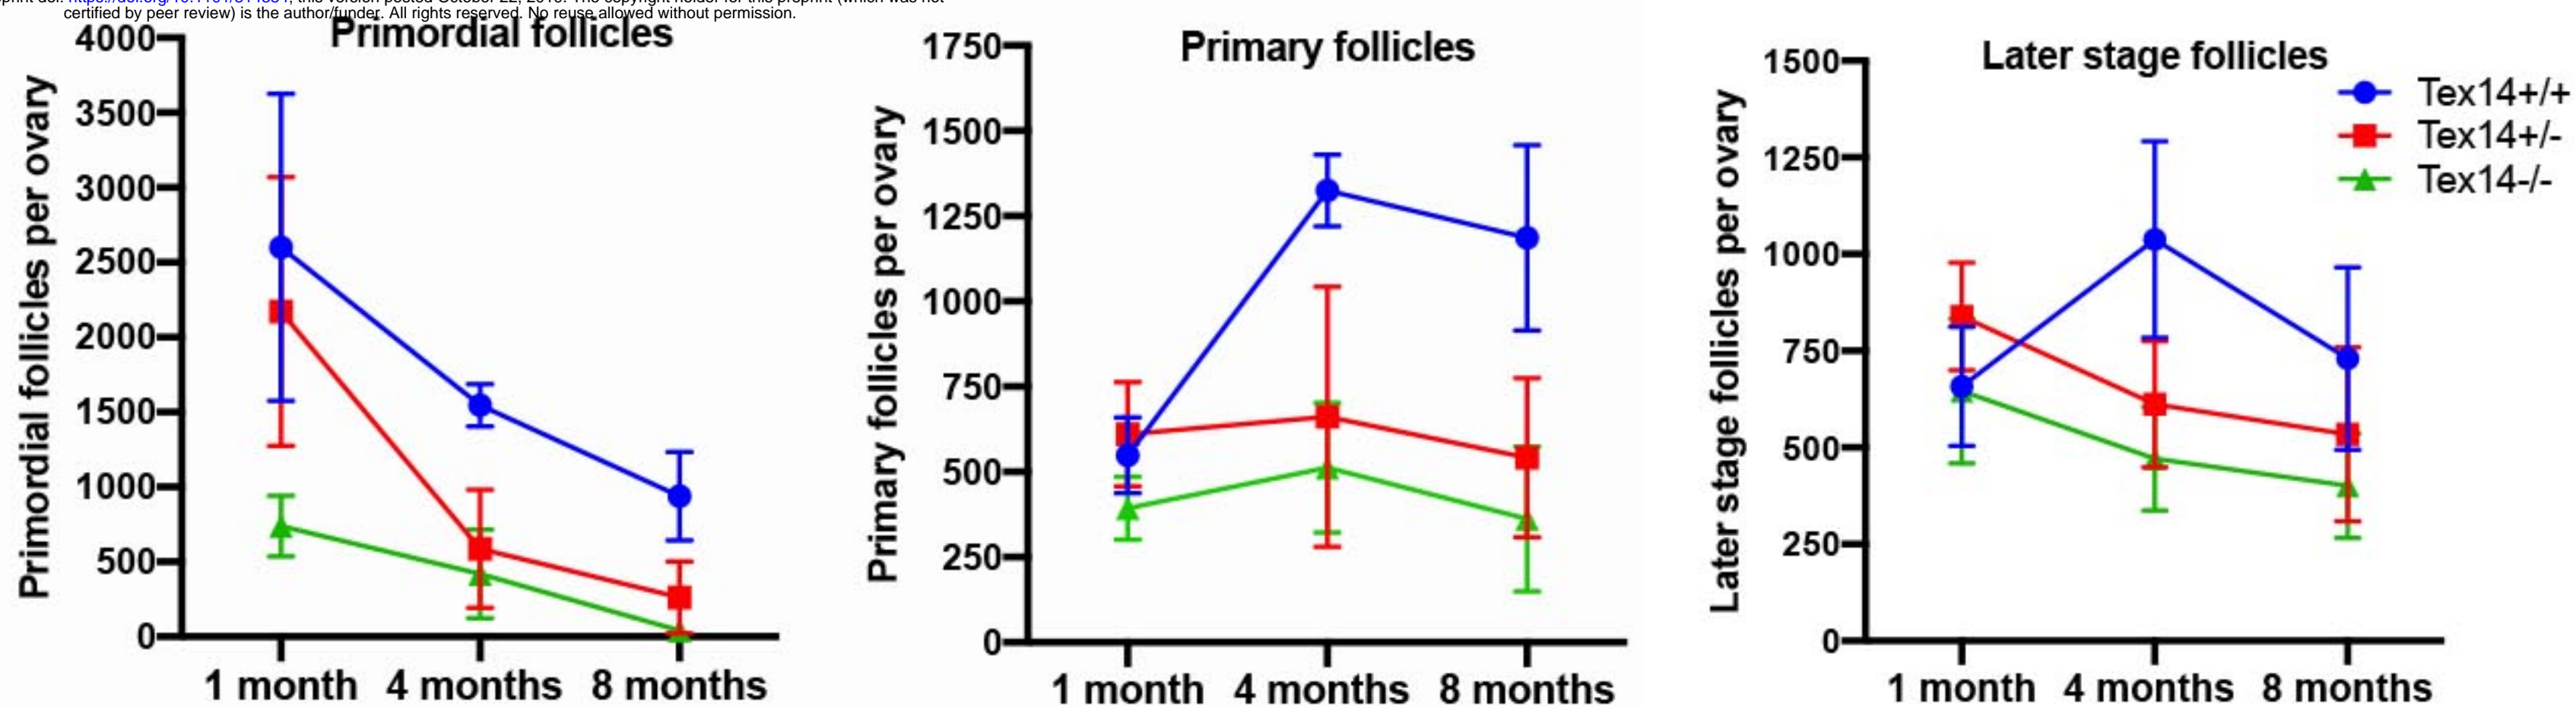 certified by peer review) is the author/funder. All rights reserved. No reuse allowed without permission.
Primordial follicles
Primordial follicles per ovary
4000
3500
3000
2500
2000
1500
1000
500
0
1 month 4 months 8 months
Primary follicles
Primary follicles per ovary
1750
1500
1250
1000
750
500
250
0
1 month 4 months 8 months
Later stage follicles
Later stage follicles per ovary
1500
1250
1000
750
500
250
0
1 month 4 months 8 months
Tex14+/+
Tex14+/-
Tex14-/-